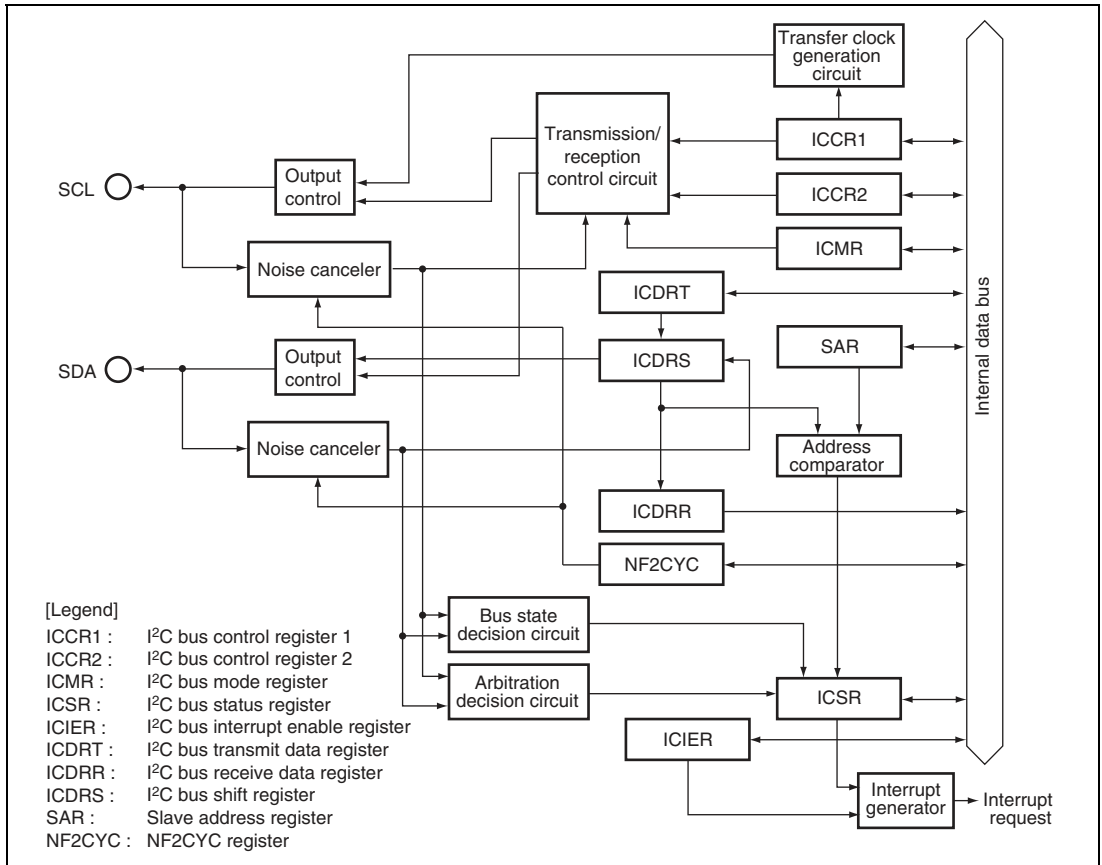 Transfer clock
generation
circuit
Transmission/
reception
control circuit
ICCR1
Output
control
SCL
ICCR2
ICMR
Noise canceler
ICDRT
Internal data bus
SAR
Output
control
ICDRS
SDA
Noise canceler
Address
comparator
ICDRR
NF2CYC
Bus state
decision circuit
Arbitration
decision circuit
ICSR
ICIER
Interrupt
generator
Interrupt
request
[Legend]
ICCR1 : I²C bus control register 1
ICCR2 : I²C bus control register 2
ICMR : I²C bus mode register
ICSR : I²C bus status register
ICIER : I²C bus interrupt enable register
ICDRT : I²C bus transmit data register
ICDRR : I²C bus receive data register
ICDRS : I²C bus shift register
SAR : Slave address register
NF2CYC : NF2CYC register